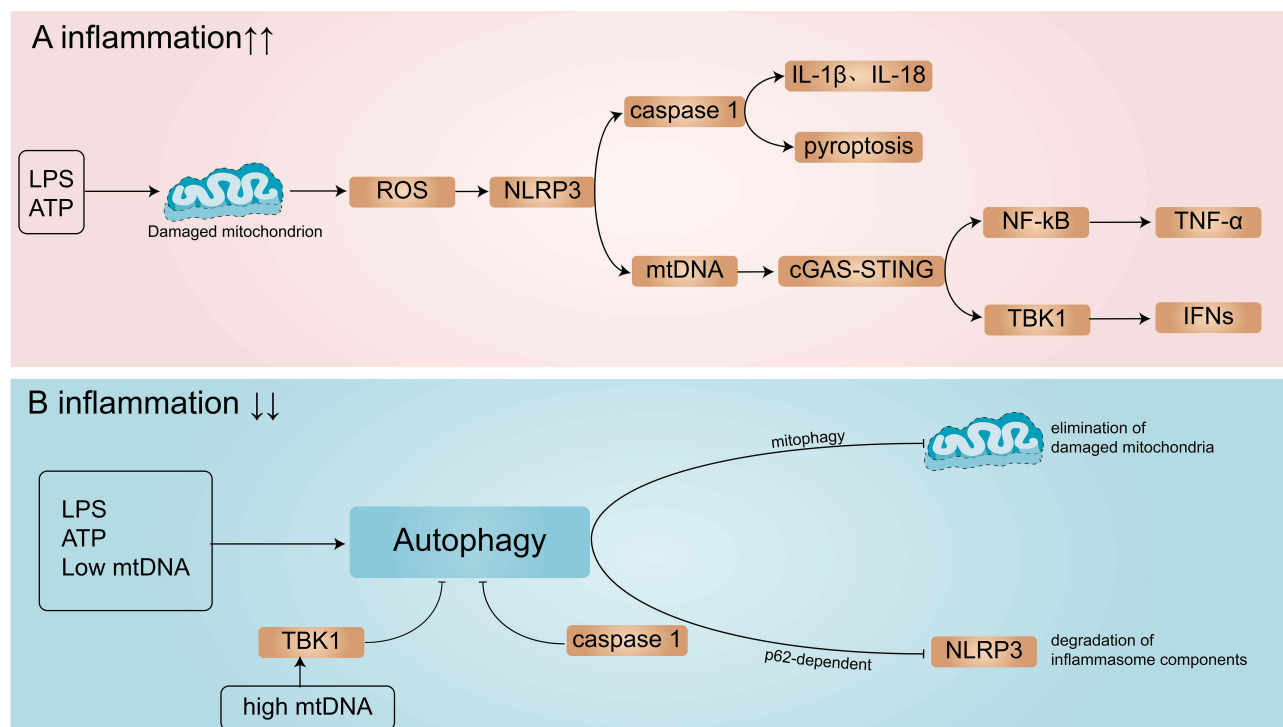 A inflammation↑↑
LPS
ATP
Damaged mitochondrion
ROS
NLRP3
caspase 1
IL-1β、IL-18
pyroptosis
mtDNA
cGAS-STING
NF-kB
TNF-α
TBK1
IFNs
B inflammation ↓↓
LPS
ATP
Low mtDNA
Autophagy
mitophagy
elimination of
damaged mitochondria
TBK1
high mtDNA
caspase 1
p62-dependent
NLRP3
degradation of
inflammasome components